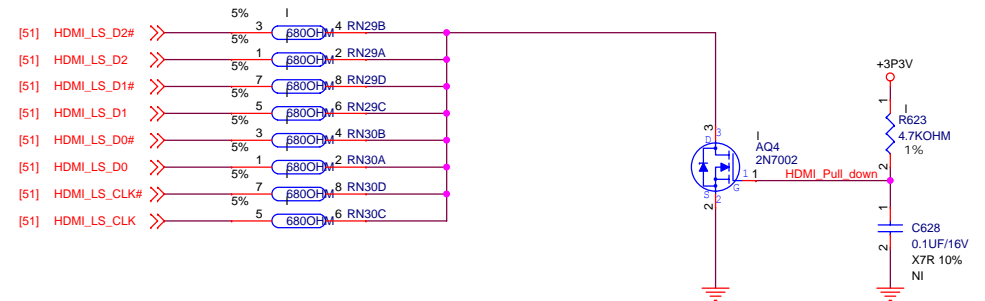 5% I
[51] HDMI_LS_D2# 3 680OHM 4 RN29B
5% I
[51] HDMI_LS_D2 1 680OHM 2 RN29A
5%
[51] HDMI_LS_D1# 7 680OHM 8 RN29D
5%
[51] HDMI_LS_D1 5 680OHM 6 RN29C
5%
[51] HDMI_LS_D0# 3 680OHM 4 RN30B
5%
[51] HDMI_LS_D0 1 680OHM 2 RN30A
5%
[51] HDMI_LS_CLK# 7 680OHM 8 RN30D
5%
[51] HDMI_LS_CLK 5 680OHM 6 RN30C
3 3
D
I
AQ4
2N7002
1 1 HDMI_Pull_down
G
S
2 2
+3P3V
1
I
R623
4.7KOHM
1%
2
1
C628
0.1UF/16V
2
X7R 10%
NI